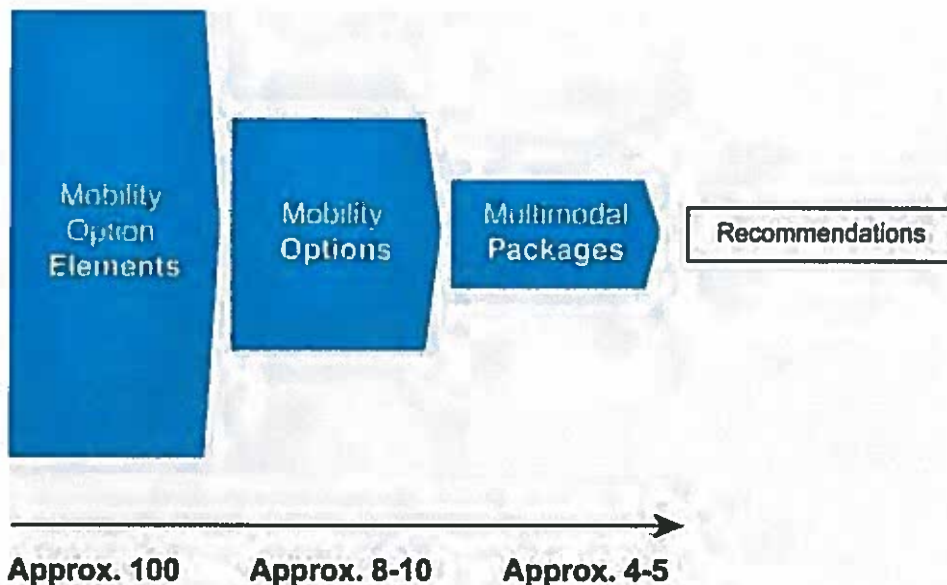 Mobility
Option
Elements
Mobility
Options
Multimodal
Packages
Recommendations
Approx. 100
Approx. 8-10
Approx. 4-5